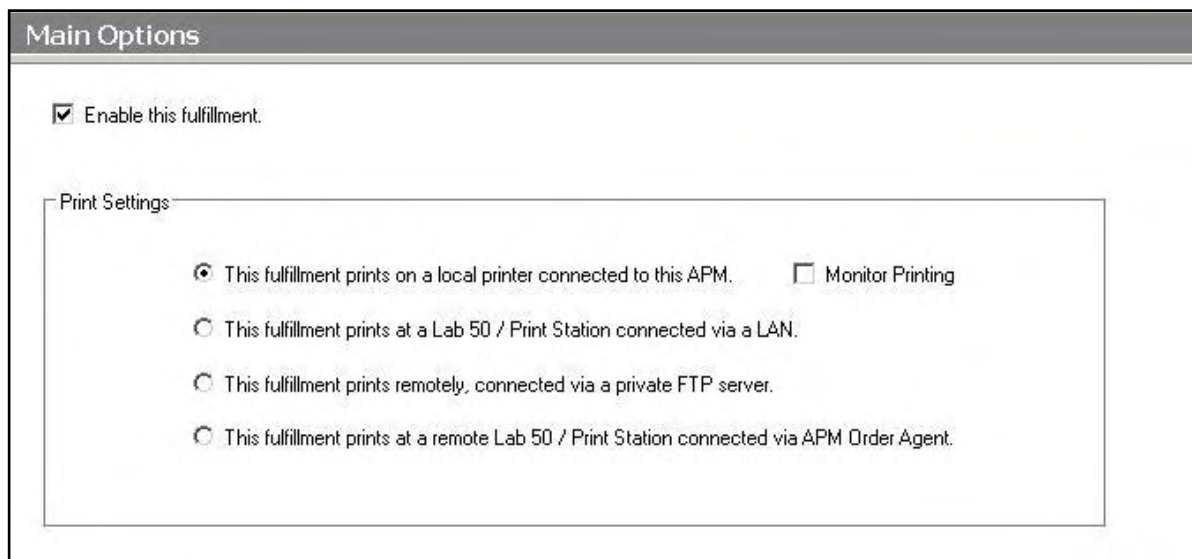 Main Options
Enable this fulfillment.
Print Settings
This fulfillment prints on a local printer connected to this APM. Monitor Printing
This fulfillment prints at a Lab 50 / Print Station connected via a LAN.
This fulfillment prints remotely, connected via a private FTP server.
This fulfillment prints at a remote Lab 50 / Print Station connected via APM Order Agent.